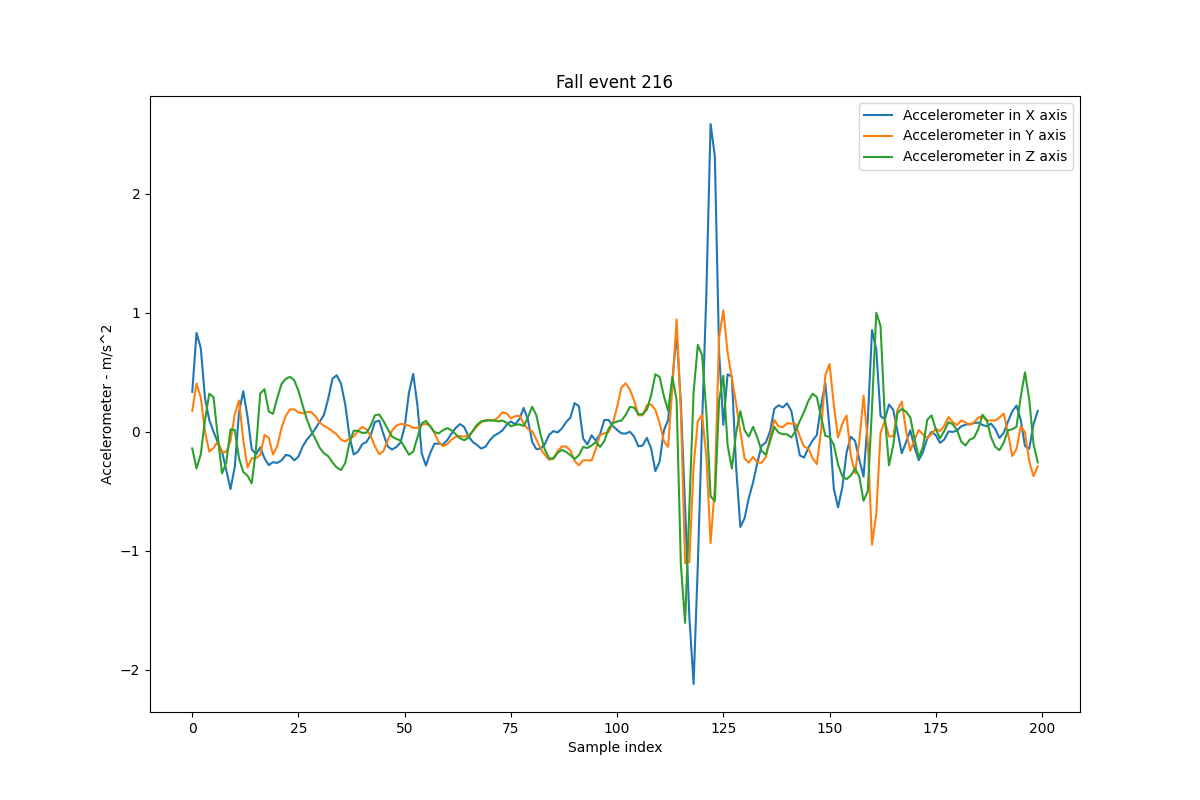 Fall event 216
Accelerometer in X axis
Accelerometer in Y axis
Accelerometer in Z axis
Accelerometer - m/s^2
2
1
0
−1
−2
0 25 50 75 100 125 150 175 200
Sample index